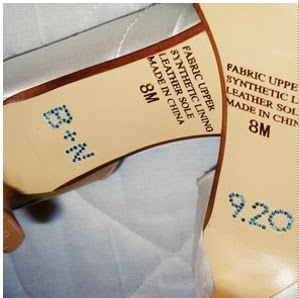 FABRIC UPPER
SYNTHETIC LINING
LEATHER SOLE
MADE IN CHINA
8M
B+N
FABRIC UPPER
SYNTHETIC LINING
LEATHER SOLE
MADE IN CHINA
8M
9.20